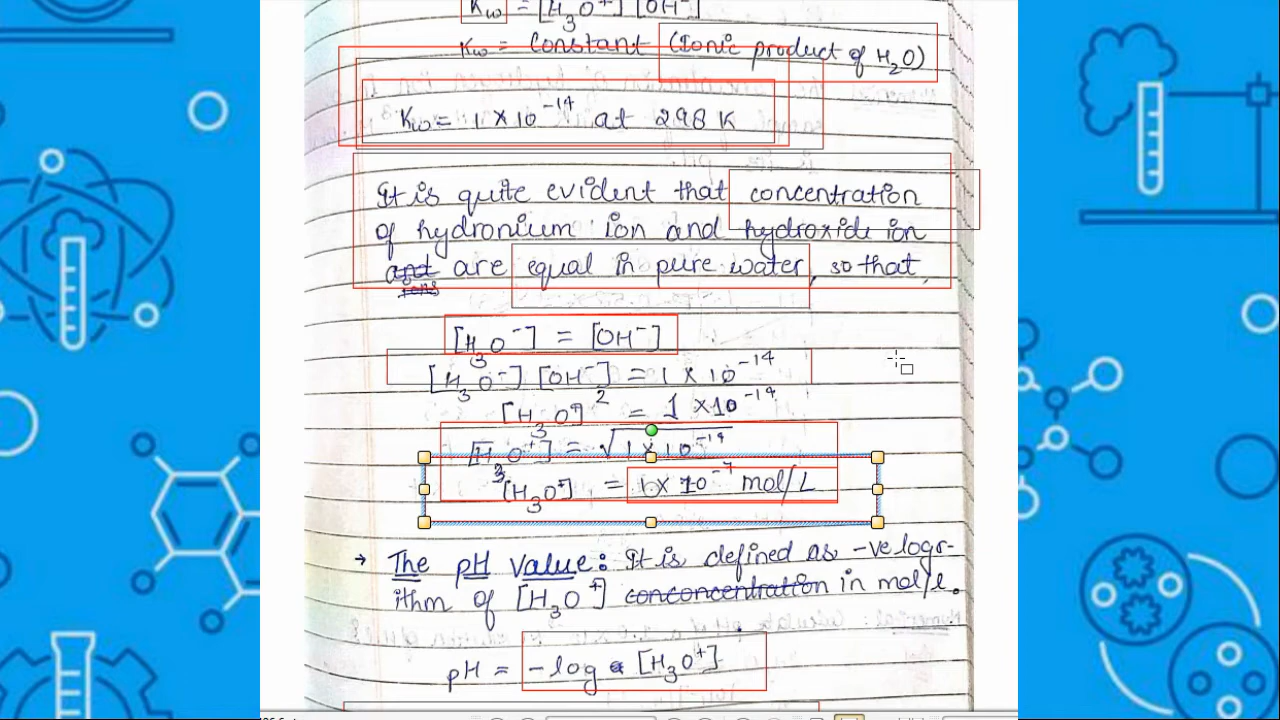 Kw = [H₃O⁺] [OH⁻]
Kw = Constant (Ionic product of H₂O)
Kw = 1 × 10⁻¹⁴ at 298 K
It is quite evident that concentration
of hydronium ion and hydroxide ion
are equal in pure water, so that,
[H₃O⁻] = [OH⁻]
[H₃O⁻] [OH⁻] = 1 × 10⁻¹⁴
[H₃O⁺]² = 1 × 10⁻¹⁴
[H₃O⁺] = √1 × 10⁻¹⁴
[H₃O⁺] = 1 × 10⁻⁷ mol/L
→ The pH value: It is defined as -ve logr-
ithm of [H₃O⁺] conconcentration in mol/l.
pH = -log [H₃O⁺]